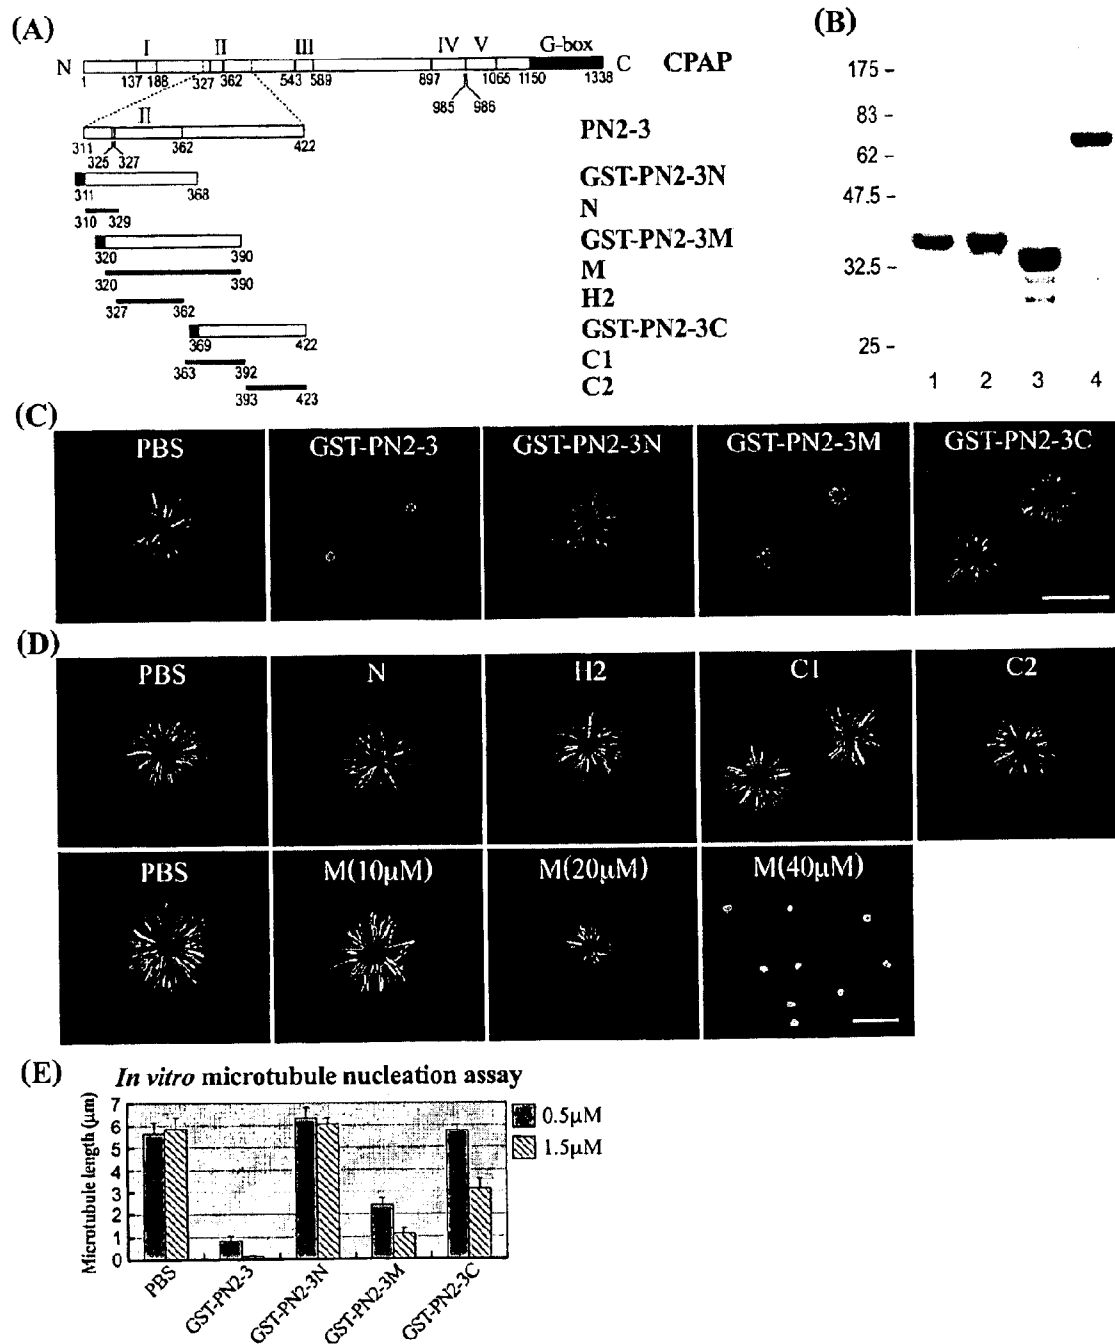 (A)
I II III IV V G-box
N C CPAP
1 137 188 327 362 543 589 897 1065 1150 1338
985 986
II PN2-3
311 362 422
325 327
GST-PN2-3N
311 368
N
310 329
GST-PN2-3M
320 390
M
320 390
H2
327 362
GST-PN2-3C
369 422
C1
363 392
C2
393 423
(B)
175 -
83 -
62 -
47.5 -
32.5 -
25 -
1 2 3 4
(C)
PBS GST-PN2-3 GST-PN2-3N GST-PN2-3M GST-PN2-3C
(D)
PBS N H2 C1 C2
PBS M(10μM) M(20μM) M(40μM)
(E) In vitro microtubule nucleation assay
Microtubule length (μm)
7
6
5
4
3
2
1
0
0.5μM
1.5μM
PBS GST-PN2-3 GST-PN2-3N GST-PN2-3M GST-PN2-3C